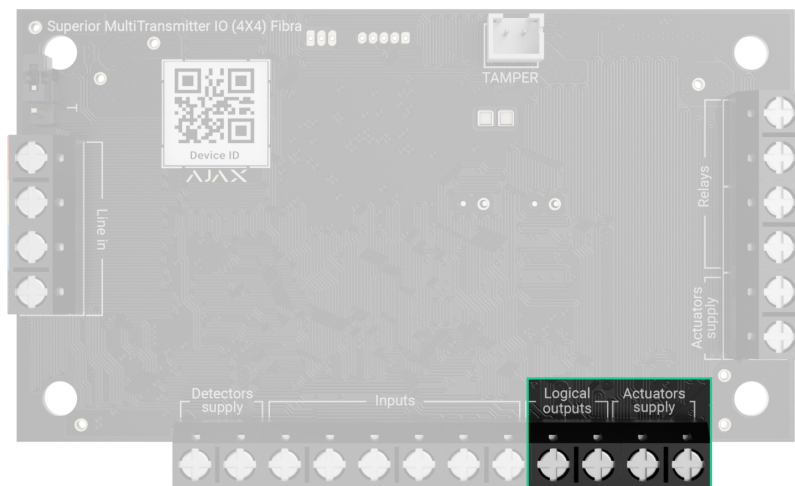 Superior MultiTransmitter IO (4X4) Fibra
TAMPER
T
Device ID
AJAX
Line in
Relays
Actuators
supply
Detectors
supply
Inputs
Logical
outputs
Actuators
supply